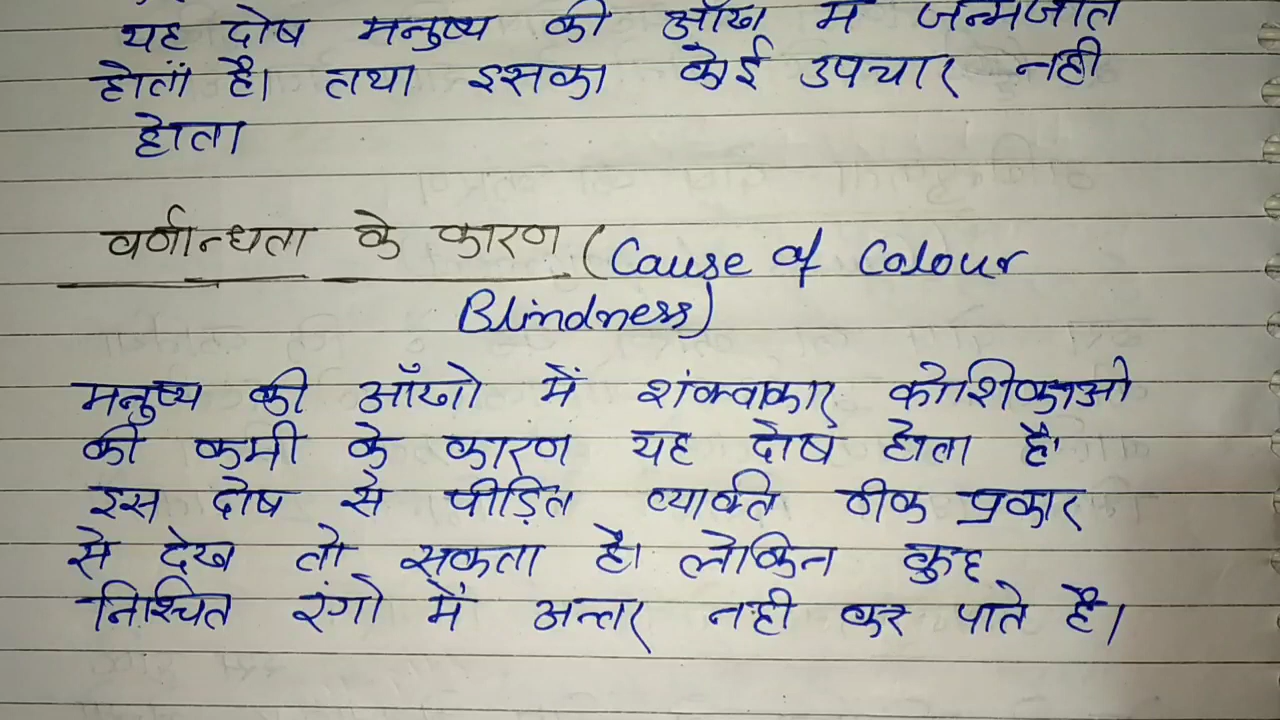 यह दोष मनुष्य की आँखा में जन्मजात
होता है। तथा इसका कोई उपचार नही
होता
वर्णान्धता के कारण (Cause of Colour
Blindness)
मनुष्य की आँखो में शंक्वाकार कोशिकाओ
की कमी के कारण यह दोष होता है।
इस दोष से पीड़ित व्यक्ति ठीक प्रकार
से देख तो सकता है। लेकिन कुछ
निश्चित रंगो में अन्तर नही कर पाते है।